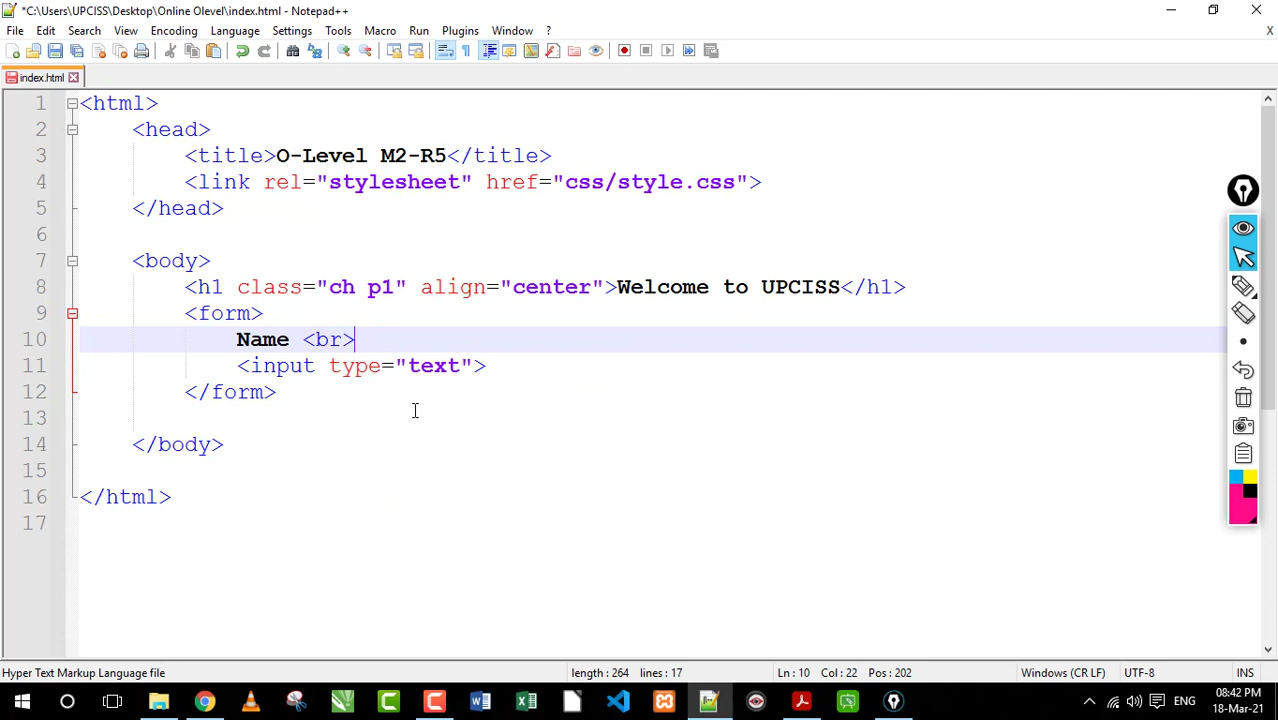 *C:\Users\UPCISS\Desktop\Online Olevel\index.html - Notepad++
File Edit Search View Encoding Language Settings Tools Macro Run Plugins Window ? X
index.html
1 <html>
2 <head>
3 <title>O-Level M2-R5</title>
4 <link rel="stylesheet" href="css/style.css">
5 </head>
6
7 <body>
8 <h1 class="ch p1" align="center">Welcome to UPCISS</h1>
9 <form>
10 Name <br>
11 <input type="text">
12 </form>
13
14 </body>
15
16 </html>
17
Hyper Text Markup Language file length : 264 lines : 17 Ln : 10 Col : 22 Pos : 202 Windows (CR LF) UTF-8 INS
ENG 08:42 PM
18-Mar-21